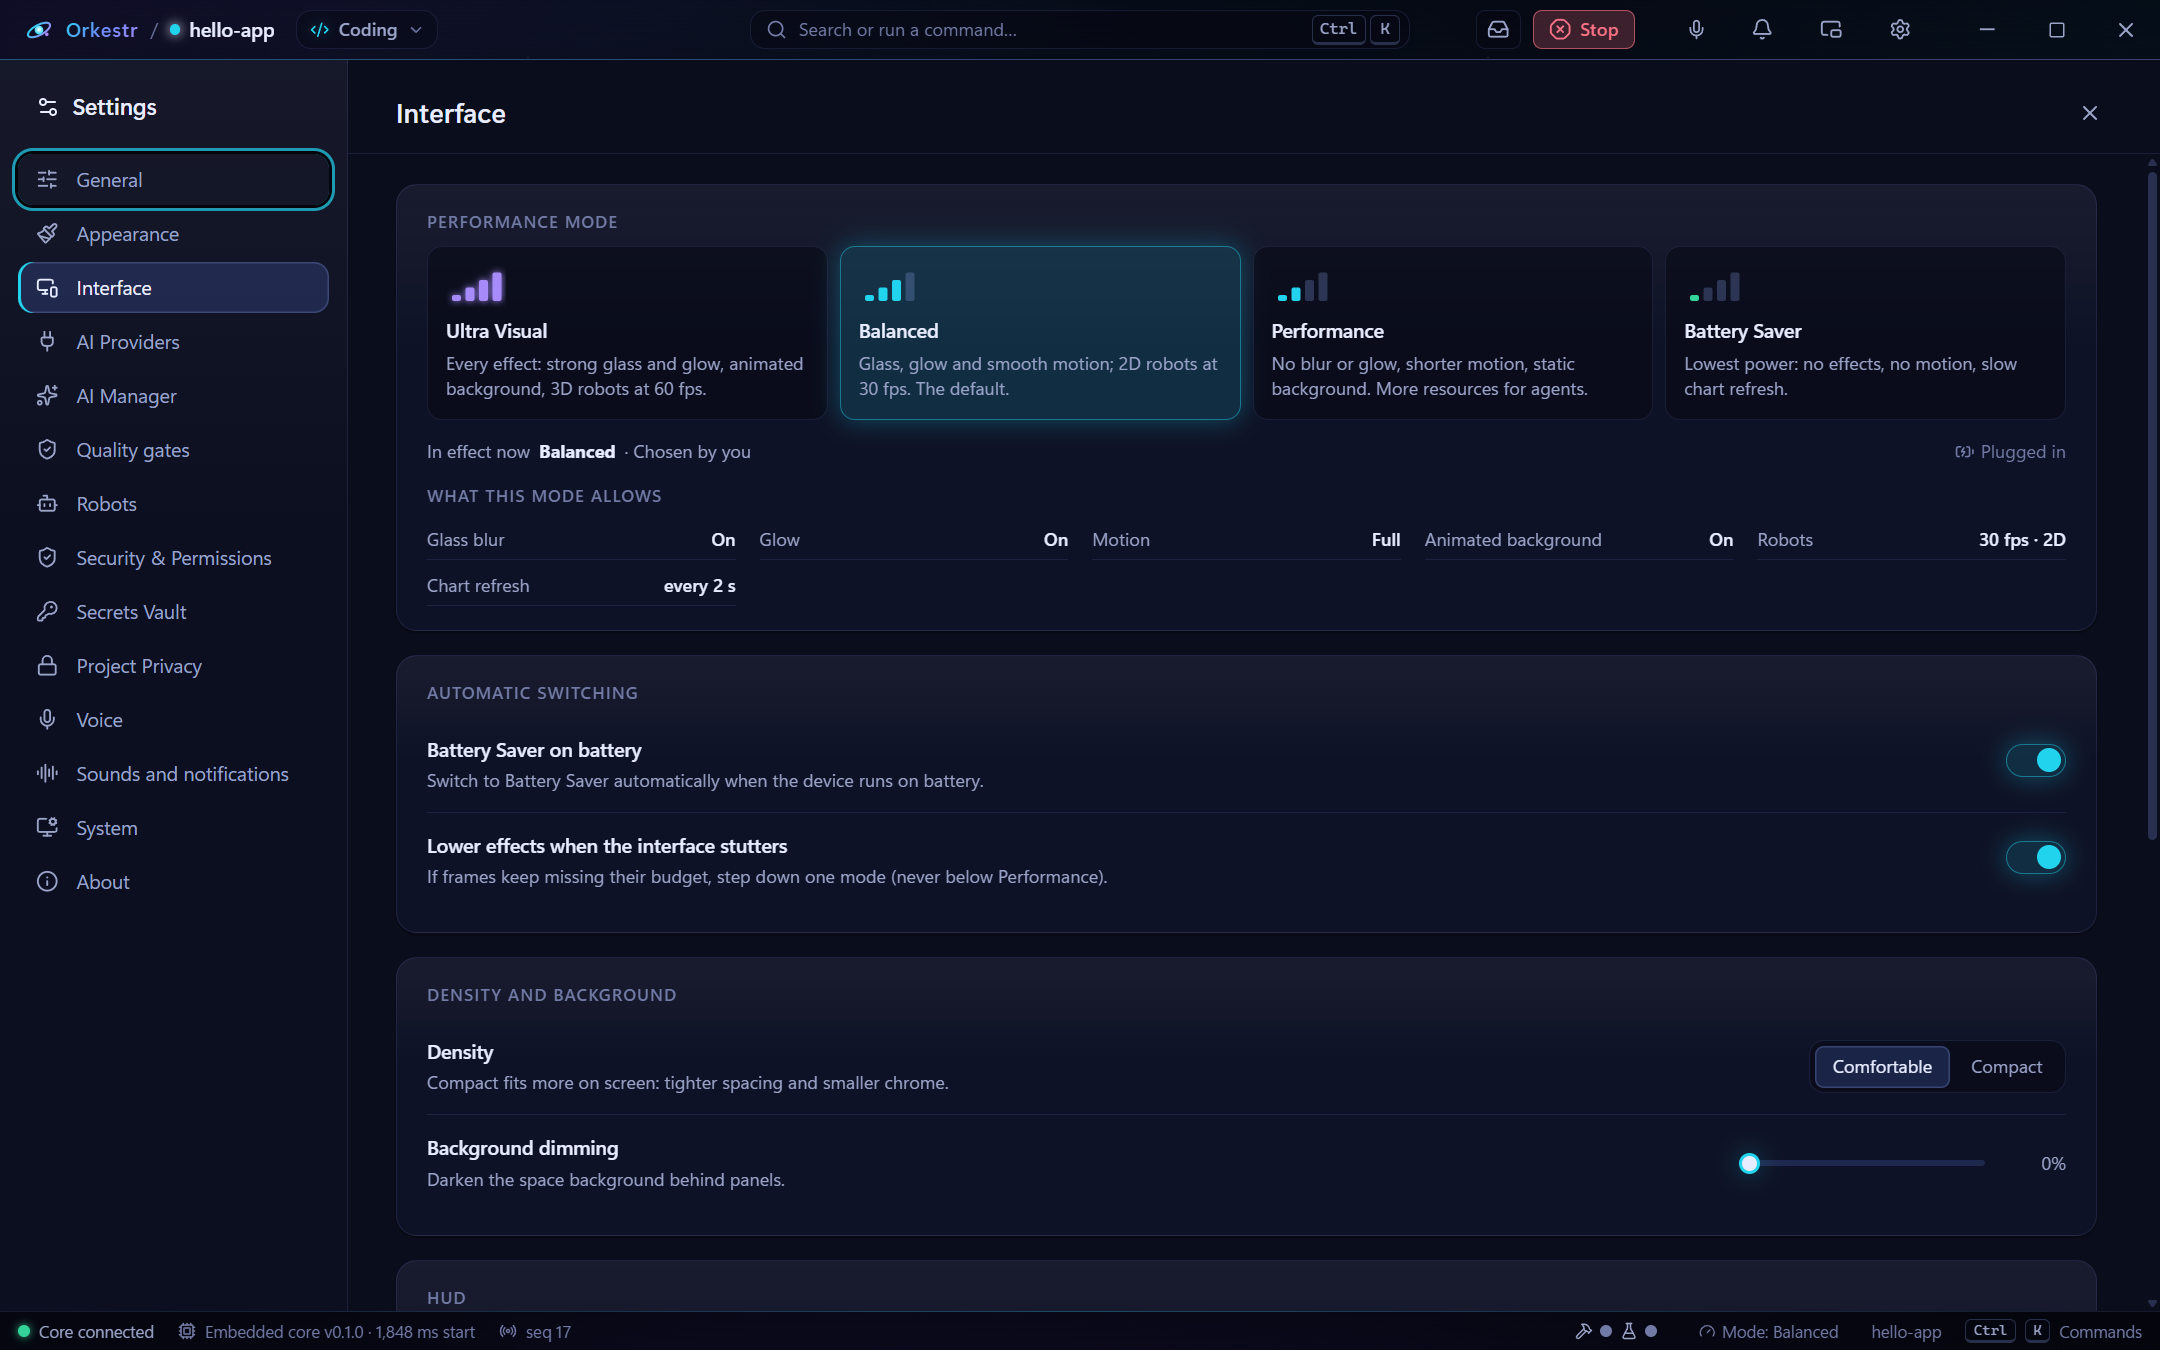 Orkestr / hello-app
Coding
Search or run a command...
Ctrl K
Stop
Settings
General
Appearance
Interface
AI Providers
AI Manager
Quality gates
Robots
Security & Permissions
Secrets Vault
Project Privacy
Voice
Sounds and notifications
System
About
Interface
PERFORMANCE MODE
Ultra Visual
Every effect: strong glass and glow, animated
background, 3D robots at 60 fps.
Balanced
Glass, glow and smooth motion; 2D robots at
30 fps. The default.
Performance
No blur or glow, shorter motion, static
background. More resources for agents.
Battery Saver
Lowest power: no effects, no motion, slow
chart refresh.
In effect now Balanced · Chosen by you
Plugged in
WHAT THIS MODE ALLOWS
Glass blur On
Glow On
Motion Full
Animated background On
Robots 30 fps · 2D
Chart refresh every 2 s
AUTOMATIC SWITCHING
Battery Saver on battery
Switch to Battery Saver automatically when the device runs on battery.
Lower effects when the interface stutters
If frames keep missing their budget, step down one mode (never below Performance).
DENSITY AND BACKGROUND
Density
Compact fits more on screen: tighter spacing and smaller chrome.
Comfortable Compact
Background dimming
Darken the space background behind panels.
0%
HUD
Core connected
Embedded core v0.1.0 · 1,848 ms start
seq 17
Mode: Balanced
hello-app
Ctrl K Commands